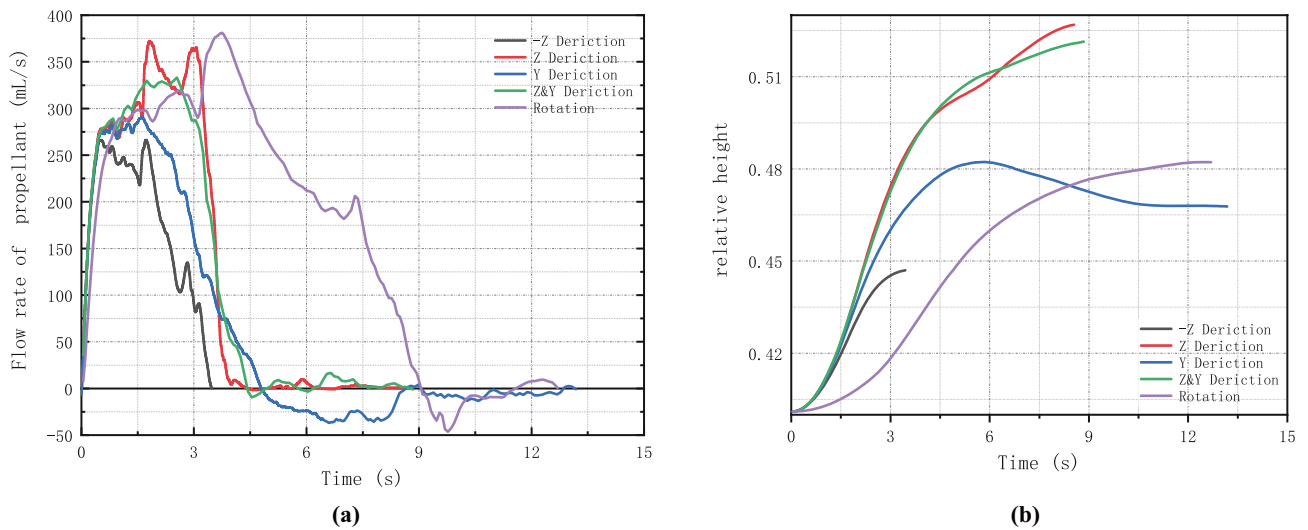 Flow rate of propellant (mL/s)
400
350
300
250
200
150
100
50
0
-50
0
3
6
9
12
15
Time (s)
-Z Deriction
Z Deriction
Y Deriction
Z&Y Deriction
Rotation
(a)
relative height
0.51
0.48
0.45
0.42
0
3
6
9
12
15
Time (s)
-Z Deriction
Z Deriction
Y Deriction
Z&Y Deriction
Rotation
(b)